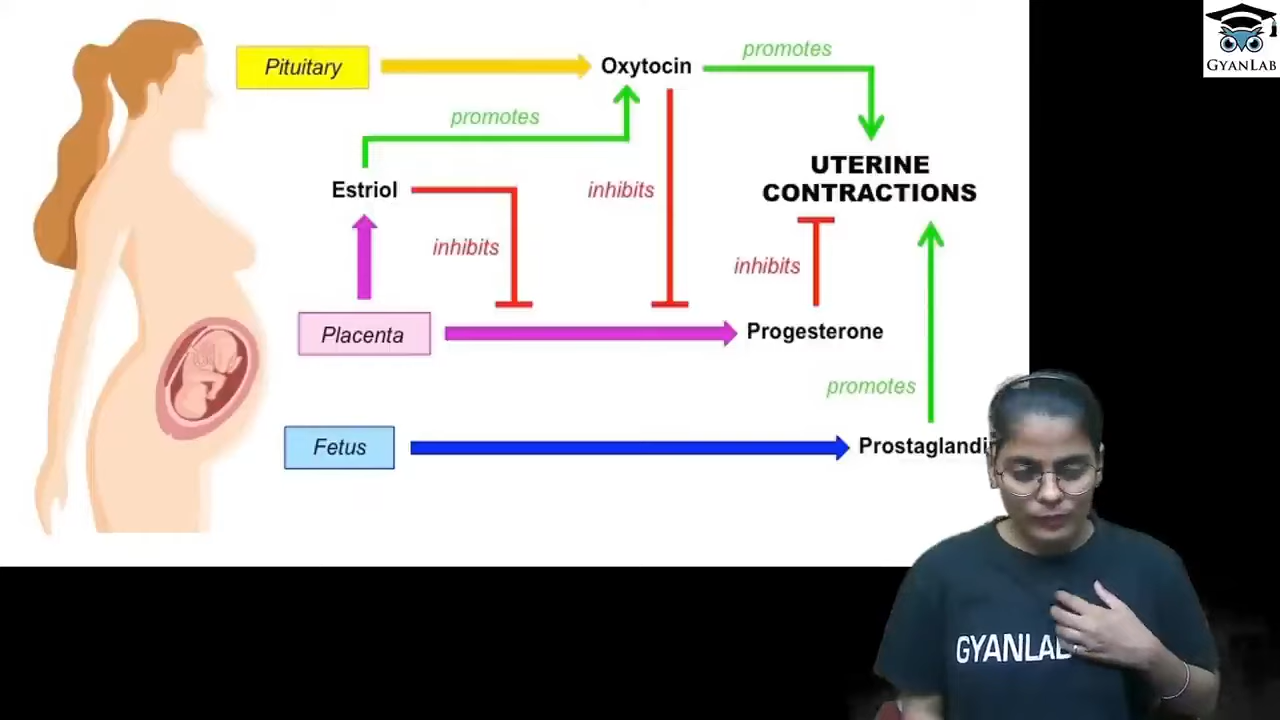 Pituitary
Oxytocin
promotes
GYANLAB
promotes
UTERINE
CONTRACTIONS
Estriol
inhibits
inhibits
inhibits
Placenta
Progesterone
promotes
Fetus
GYANLAB